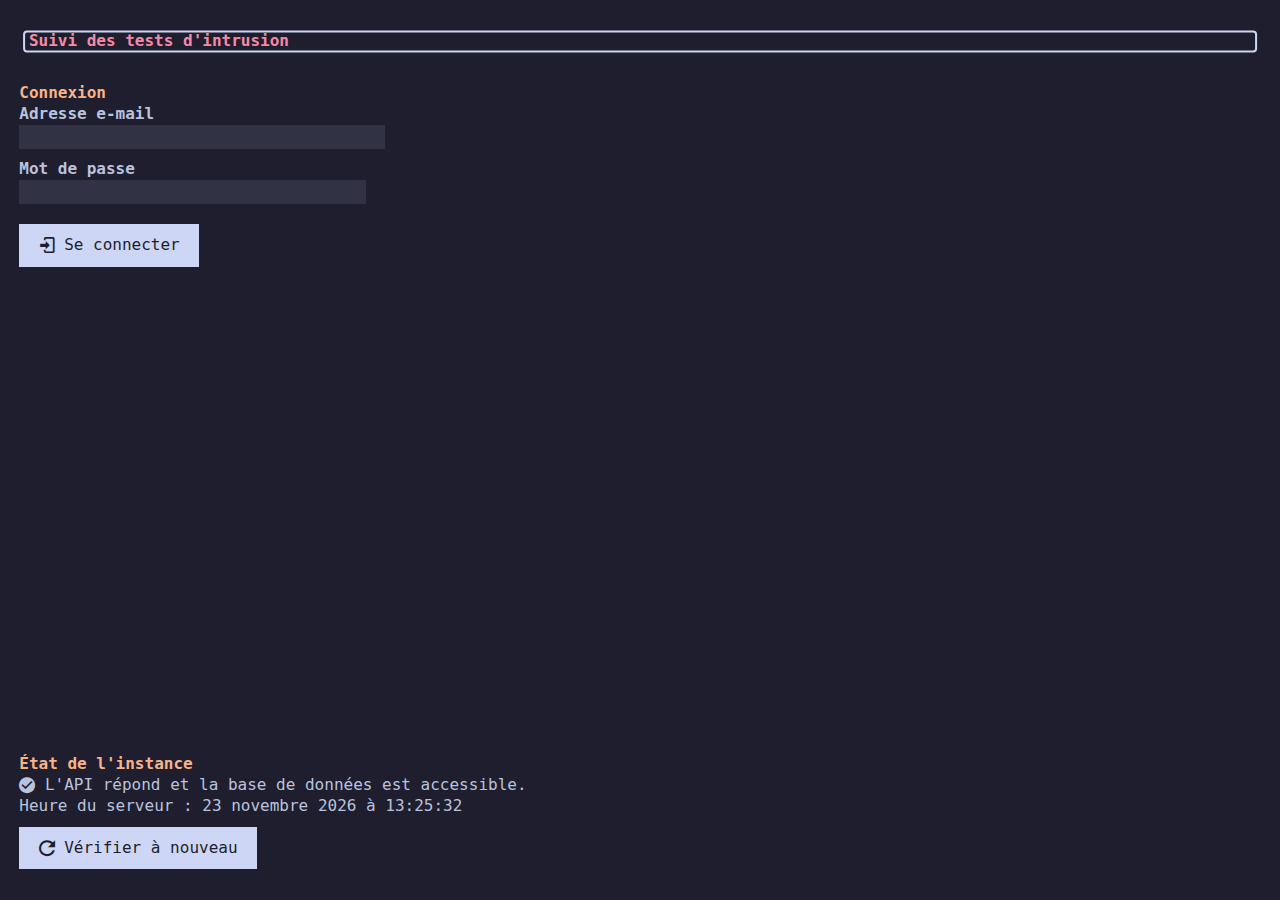 Suivi des tests d'intrusion
Connexion
Adresse e-mail
Mot de passe
Se connecter
État de l'instance
L'API répond et la base de données est accessible.
Heure du serveur : 23 novembre 2026 à 13:25:32
Vérifier à nouveau